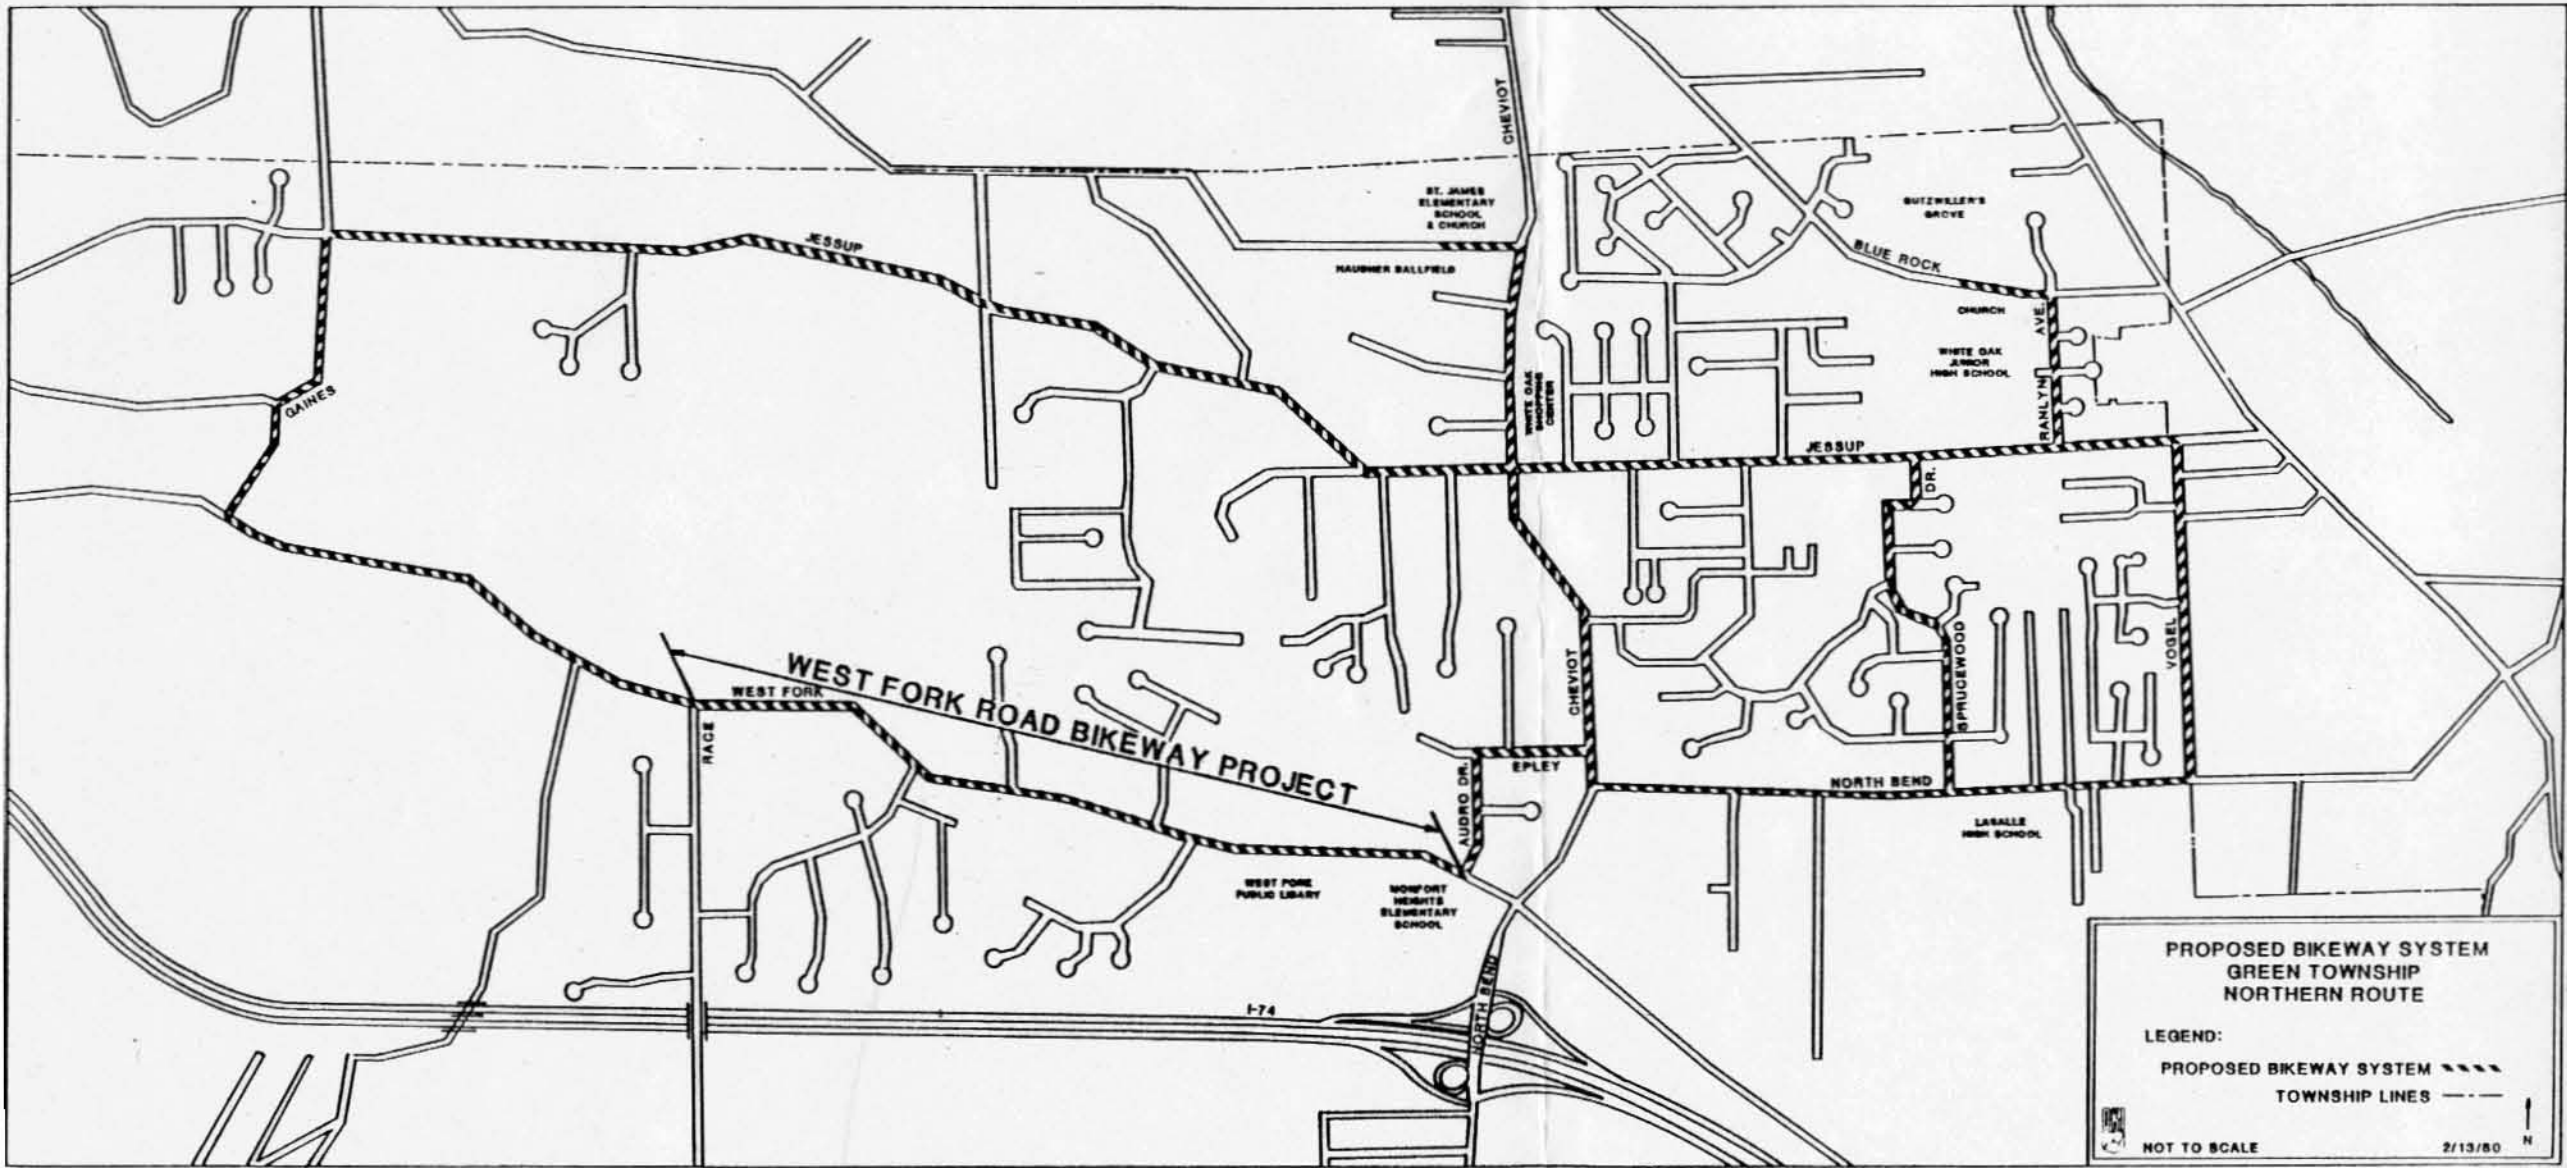 CHEVIOT
ST. JAMES
ELEMENTARY
SCHOOL
& CHURCH
GUTZWILLER'S
GROVE
JESSUP
HAUBNER BALLFIELD
BLUE ROCK
CHURCH
RANLYN AVE.
WHITE OAK
JUNIOR
HIGH SCHOOL
WHITE OAK
SHOPPING
CENTER
GAINES
JESSUP
DR.
SPRUCEWOOD
VOGEL
WEST FORK ROAD BIKEWAY PROJECT
WEST FORK
RACE
CHEVIOT
EPLEY
AUDRO DR.
NORTH BEND
LASALLE
HIGH SCHOOL
WEST FORK
PUBLIC LIBARY
MONFORT
HEIGHTS
ELEMENTARY
SCHOOL
NORTH BEND
I-74
PROPOSED BIKEWAY SYSTEM
GREEN TOWNSHIP
NORTHERN ROUTE
LEGEND:
PROPOSED BIKEWAY SYSTEM
TOWNSHIP LINES
N
NOT TO SCALE 2/13/80